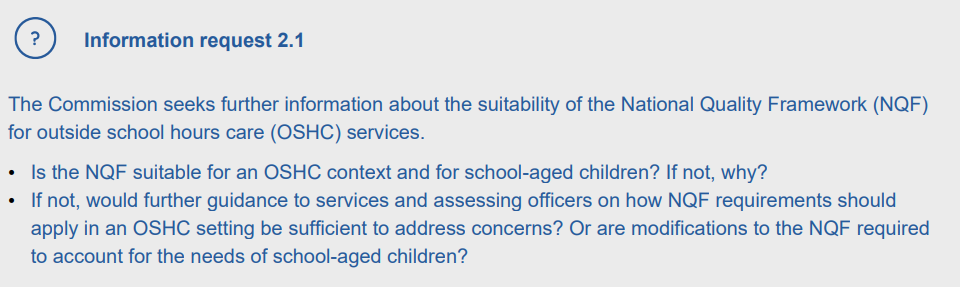 ?
Information request 2.1
The Commission seeks further information about the suitability of the National Quality Framework (NQF)
for outside school hours care (OSHC) services.
• Is the NQF suitable for an OSHC context and for school-aged children? If not, why?
• If not, would further guidance to services and assessing officers on how NQF requirements should
apply in an OSHC setting be sufficient to address concerns? Or are modifications to the NQF required
to account for the needs of school-aged children?